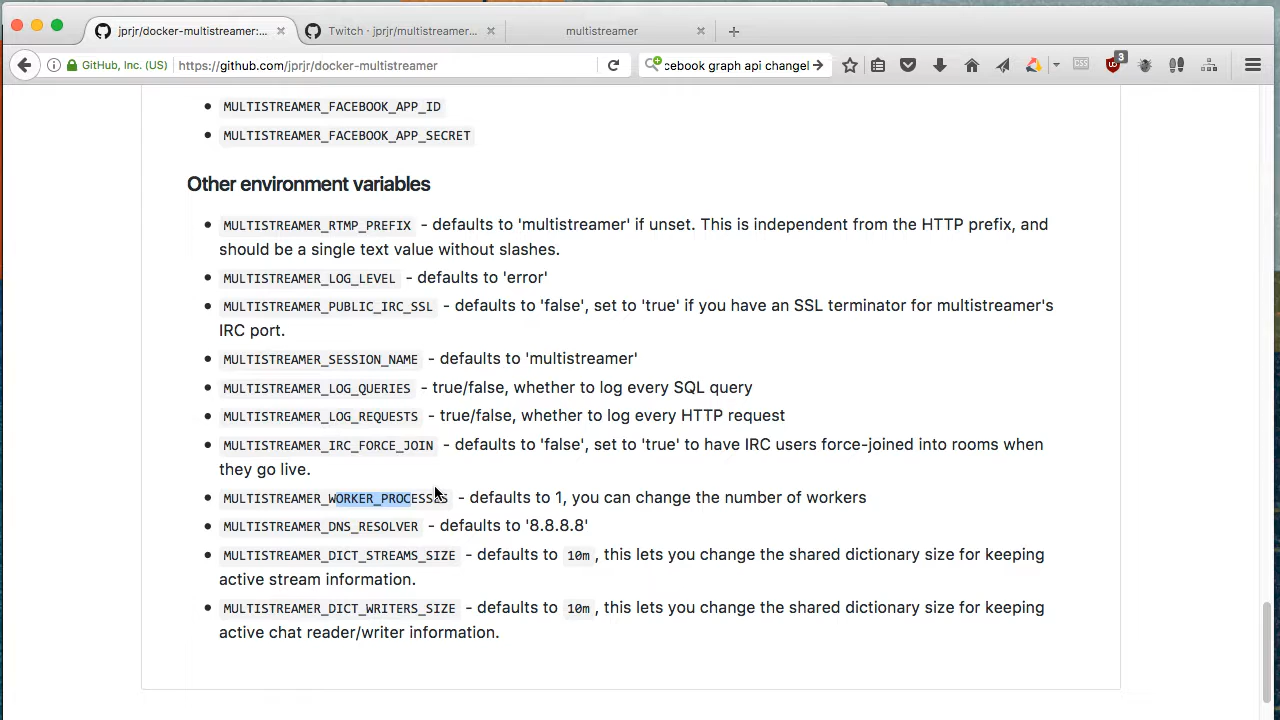 jprjr/docker-multistreamer:...
Twitch · jprjr/multistreamer...
multistreamer
GitHub, Inc. (US)
https://github.com/jprjr/docker-multistreamer
cebook graph api changel
3
MULTISTREAMER_FACEBOOK_APP_ID
MULTISTREAMER_FACEBOOK_APP_SECRET
Other environment variables
MULTISTREAMER_RTMP_PREFIX - defaults to 'multistreamer' if unset. This is independent from the HTTP prefix, and
should be a single text value without slashes.
MULTISTREAMER_LOG_LEVEL - defaults to 'error'
MULTISTREAMER_PUBLIC_IRC_SSL - defaults to 'false', set to 'true' if you have an SSL terminator for multistreamer's
IRC port.
MULTISTREAMER_SESSION_NAME - defaults to 'multistreamer'
MULTISTREAMER_LOG_QUERIES - true/false, whether to log every SQL query
MULTISTREAMER_LOG_REQUESTS - true/false, whether to log every HTTP request
MULTISTREAMER_IRC_FORCE_JOIN - defaults to 'false', set to 'true' to have IRC users force-joined into rooms when
they go live.
MULTISTREAMER_WORKER_PROCESSES - defaults to 1, you can change the number of workers
MULTISTREAMER_DNS_RESOLVER - defaults to '8.8.8.8'
MULTISTREAMER_DICT_STREAMS_SIZE - defaults to 10m, this lets you change the shared dictionary size for keeping
active stream information.
MULTISTREAMER_DICT_WRITERS_SIZE - defaults to 10m, this lets you change the shared dictionary size for keeping
active chat reader/writer information.